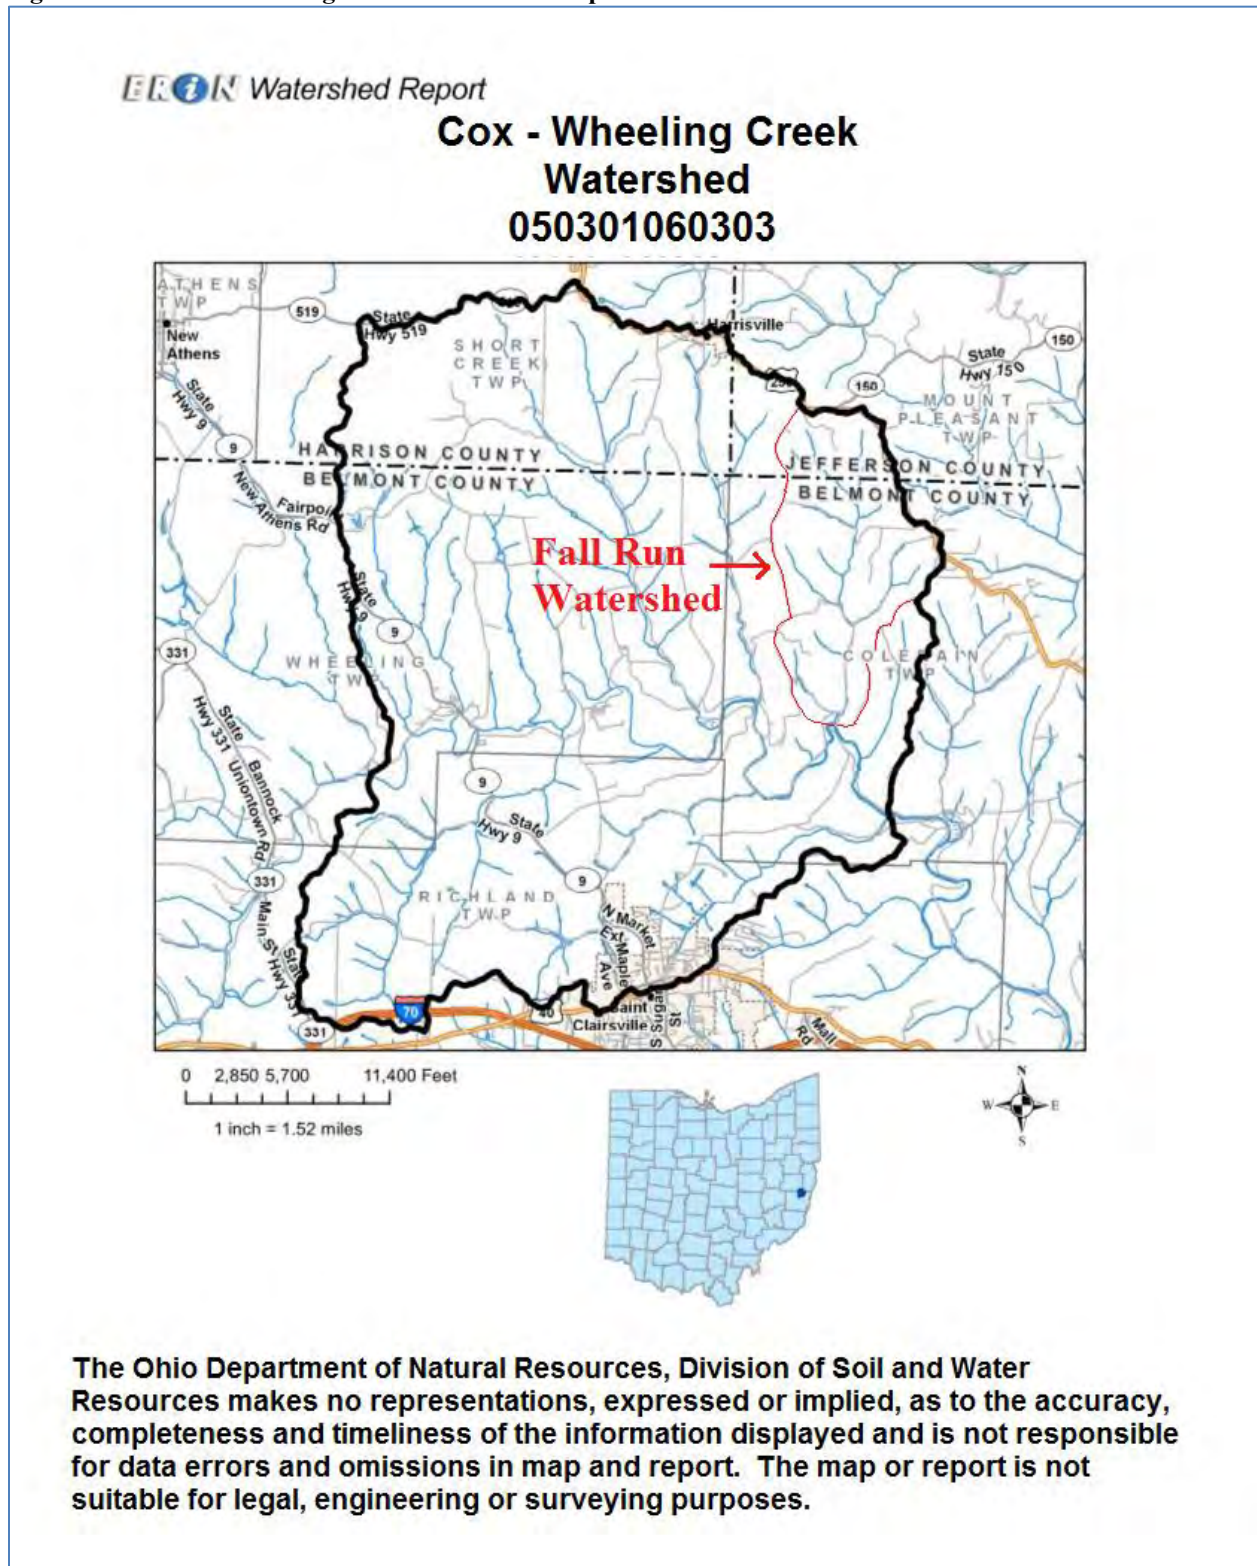 ERiN Watershed Report
Cox - Wheeling Creek
Watershed
050301060303
ATHENS
TWP
519
State
Hwy 519
Harrisville
New
Athens
SHORT
CREEK
TWP
250
150
State
Hwy 150
150
MOUNT
PLEASANT
TWP
State
Hwy 9
9
HARRISON COUNTY
BELMONT COUNTY
JEFFERSON COUNTY
BELMONT COUNTY
New Athens Rd
Fall Run
Watershed
State
Hwy 9
9
331
WHEELING
TWP
COLERAIN
TWP
State
Hwy 331
Bannock
Uniontown Rd
9
State
Hwy 9
331
9
RICHLAND
TWP
N Market
Ext
Maple
Ave
Main St
State
Hwy 331
70
40
331
Saint
Clairsville
St
Mall
Rd
0 2,850 5,700 11,400 Feet
1 inch = 1.52 miles
N
W E
S
The Ohio Department of Natural Resources, Division of Soil and Water
Resources makes no representations, expressed or implied, as to the accuracy,
completeness and timeliness of the information displayed and is not responsible
for data errors and omissions in map and report. The map or report is not
suitable for legal, engineering or surveying purposes.